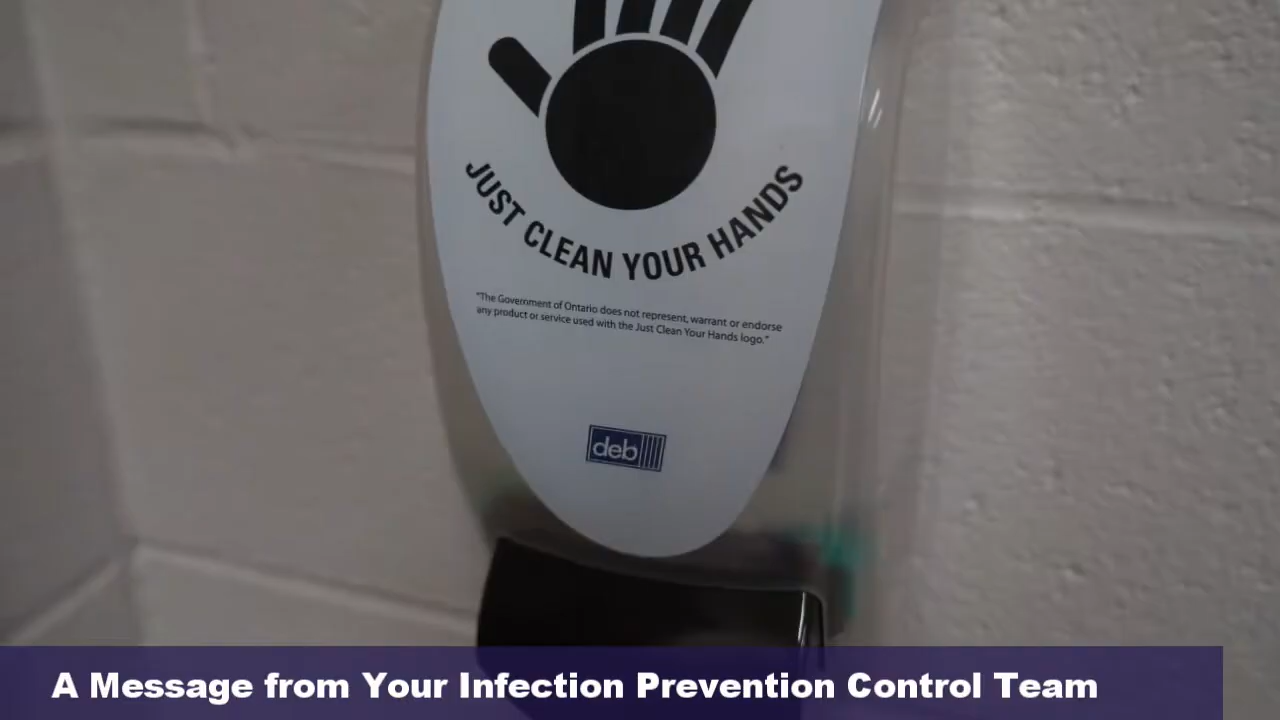 JUST CLEAN YOUR HANDS
"The Government of Ontario does not represent, warrant or endorse
any product or service used with the Just Clean Your Hands logo."
deb
A Message from Your Infection Prevention Control Team